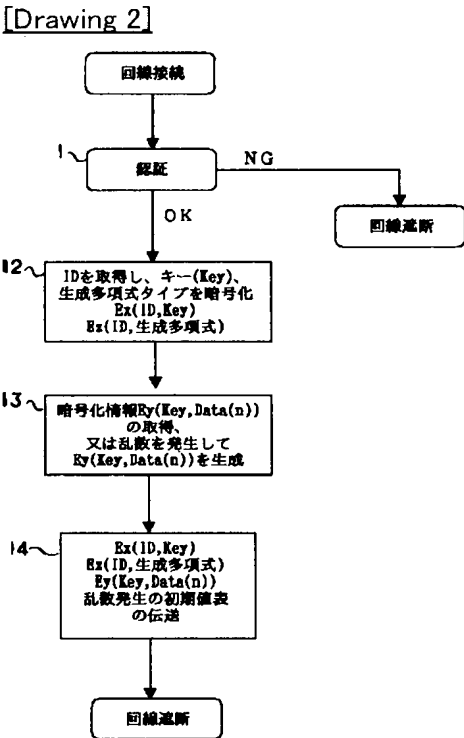 [Drawing 2]
回線接続
1
認証
NG
OK
回線遮断
12
IDを取得し、キー(Key)、
生成多項式タイプを暗号化
Ex(ID,Key)
Ex(ID,生成多項式)
13
暗号化情報Ey(Key,Data(n))
の取得、
又は乱数を発生して
Ey(Key,Data(n))を生成
14
Ex(ID,Key)
Ex(ID,生成多項式)
Ey(Key,Data(n))
乱数発生の初期値表
の伝送
回線遮断